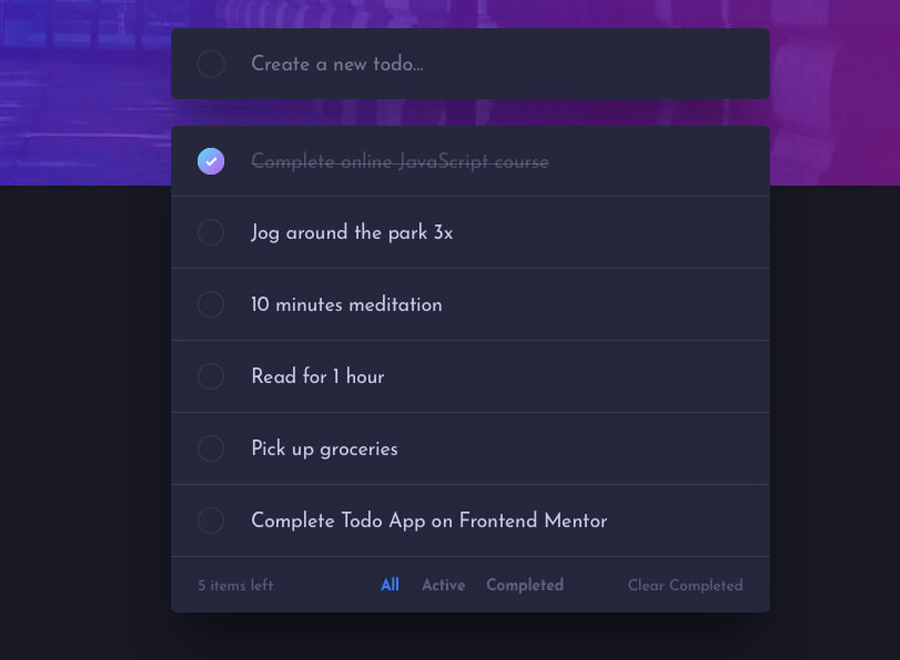 Create a new todo...
Complete online JavaScript course
Jog around the park 3x
10 minutes meditation
Read for 1 hour
Pick up groceries
Complete Todo App on Frontend Mentor
5 items left All Active Completed Clear Completed